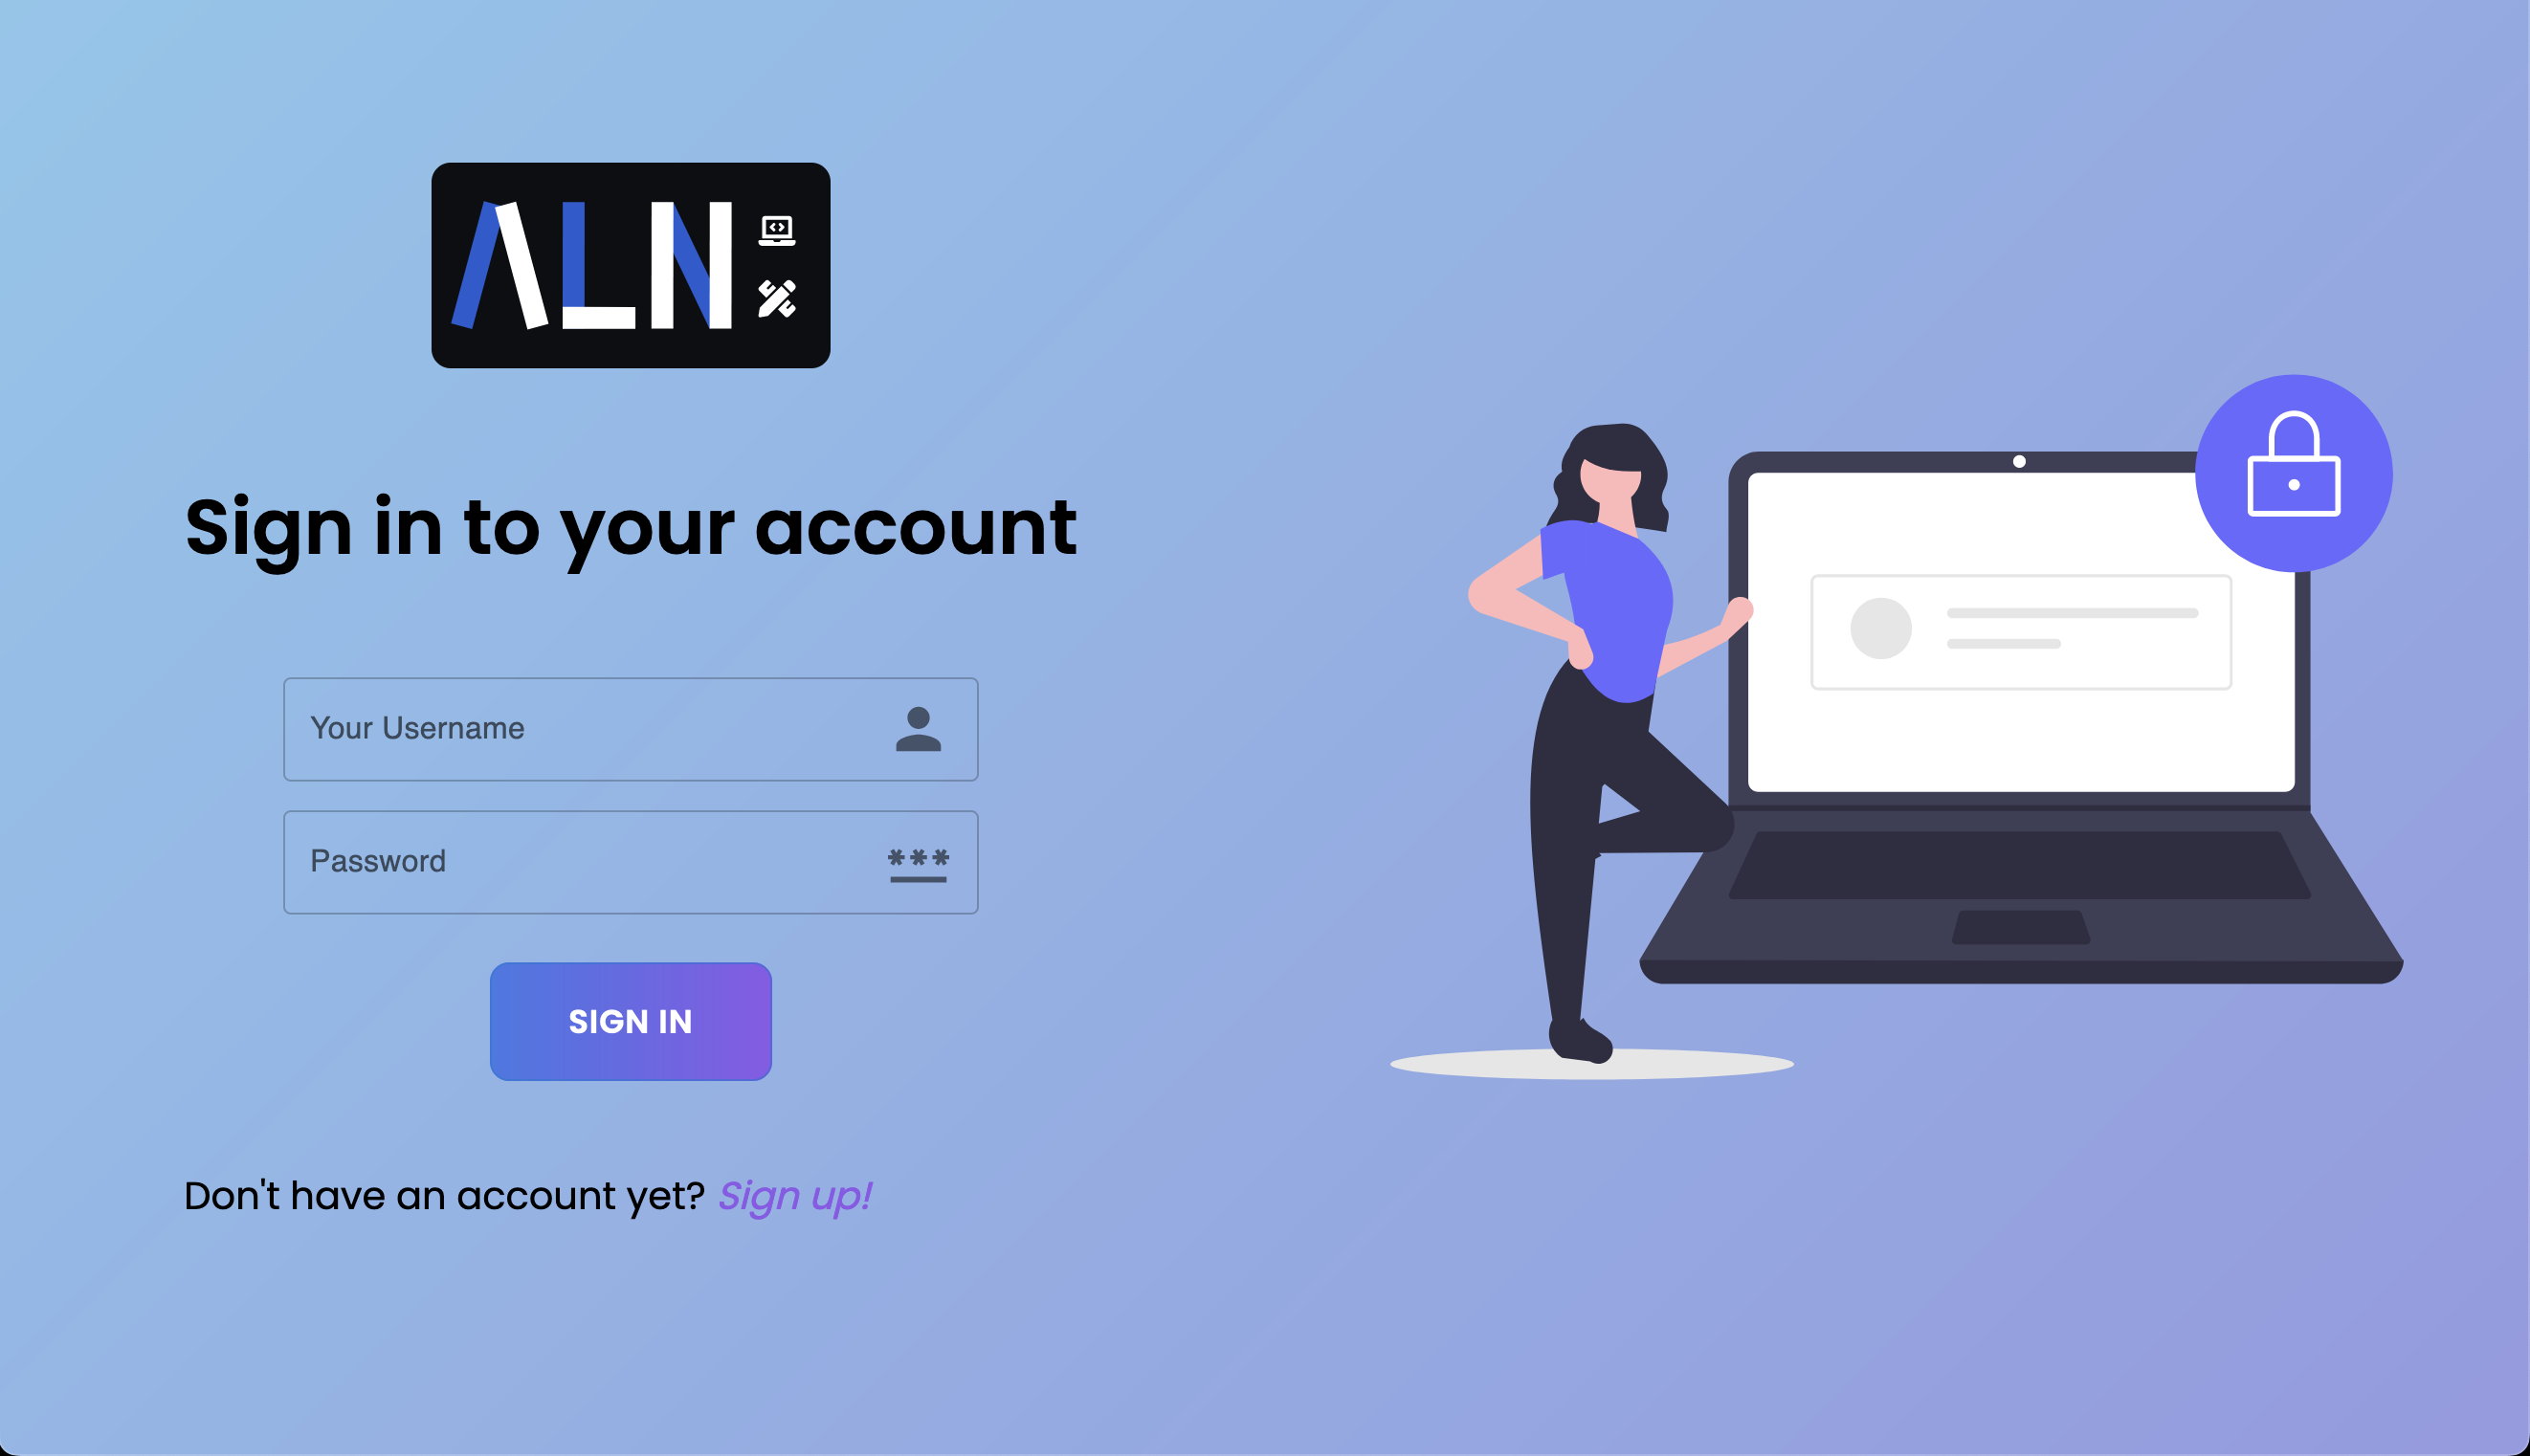 ALN
Sign in to your account
Your Username
Password
***
SIGN IN
Don't have an account yet? Sign up!